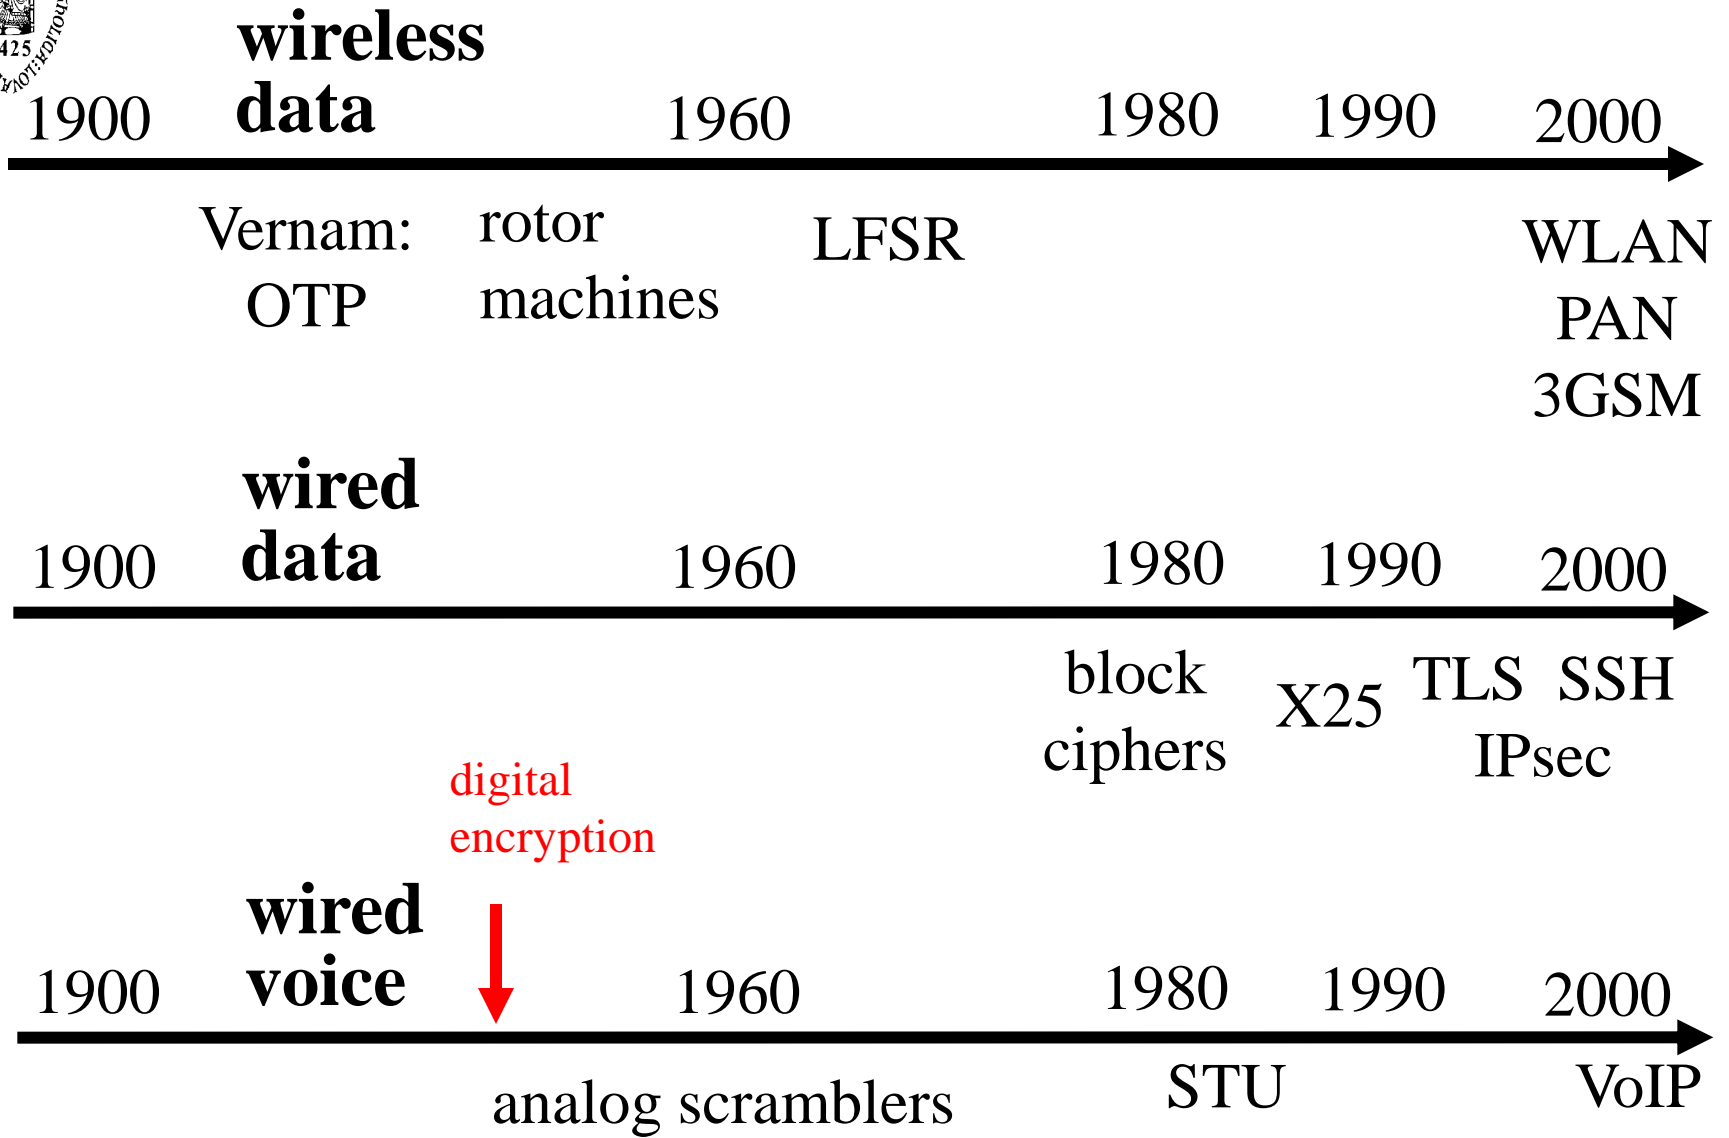 425
wireless
data
1900 1960 1980 1990 2000
Vernam:
OTP
rotor
machines
LFSR
WLAN
PAN
3GSM
wired
data
1900 1960 1980 1990 2000
block
ciphers
X25
TLS SSH
IPsec
digital
encryption
wired
voice
1900 1960 1980 1990 2000
analog scramblers
STU
VoIP